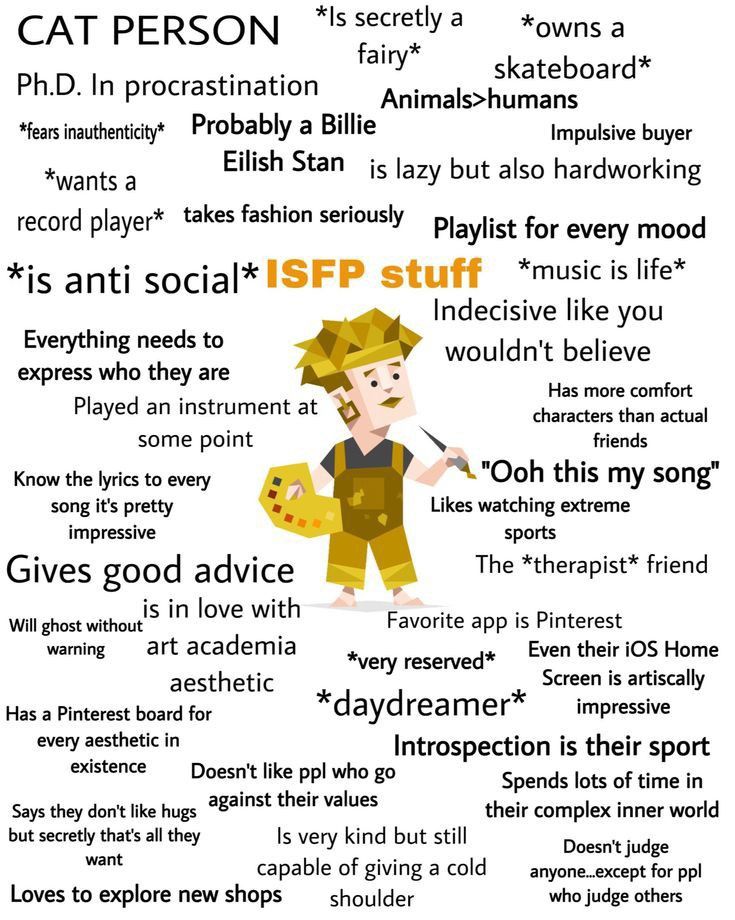 CAT PERSON
*Is secretly a
fairy*
*owns a
skateboard*
Ph.D. In procrastination
Animals>humans
*fears inauthenticity*
Probably a Billie
Eilish Stan
Impulsive buyer
is lazy but also hardworking
*wants a
record player*
takes fashion seriously
Playlist for every mood
*is anti social*
ISFP stuff
*music is life*
Indecisive like you
wouldn't believe
Everything needs to
express who they are
Has more comfort
characters than actual
friends
Played an instrument at
some point
"Ooh this my song"
Know the lyrics to every
song it's pretty
impressive
Likes watching extreme
sports
Gives good advice
The *therapist* friend
is in love with
art academia
aesthetic
Will ghost without
warning
Favorite app is Pinterest
*very reserved*
Even their iOS Home
Screen is artiscally
impressive
*daydreamer*
Has a Pinterest board for
every aesthetic in
existence
Introspection is their sport
Doesn't like ppl who go
against their values
Spends lots of time in
their complex inner world
Says they don't like hugs
but secretly that's all they
want
Is very kind but still
capable of giving a cold
shoulder
Doesn't judge
anyone...except for ppl
who judge others
Loves to explore new shops